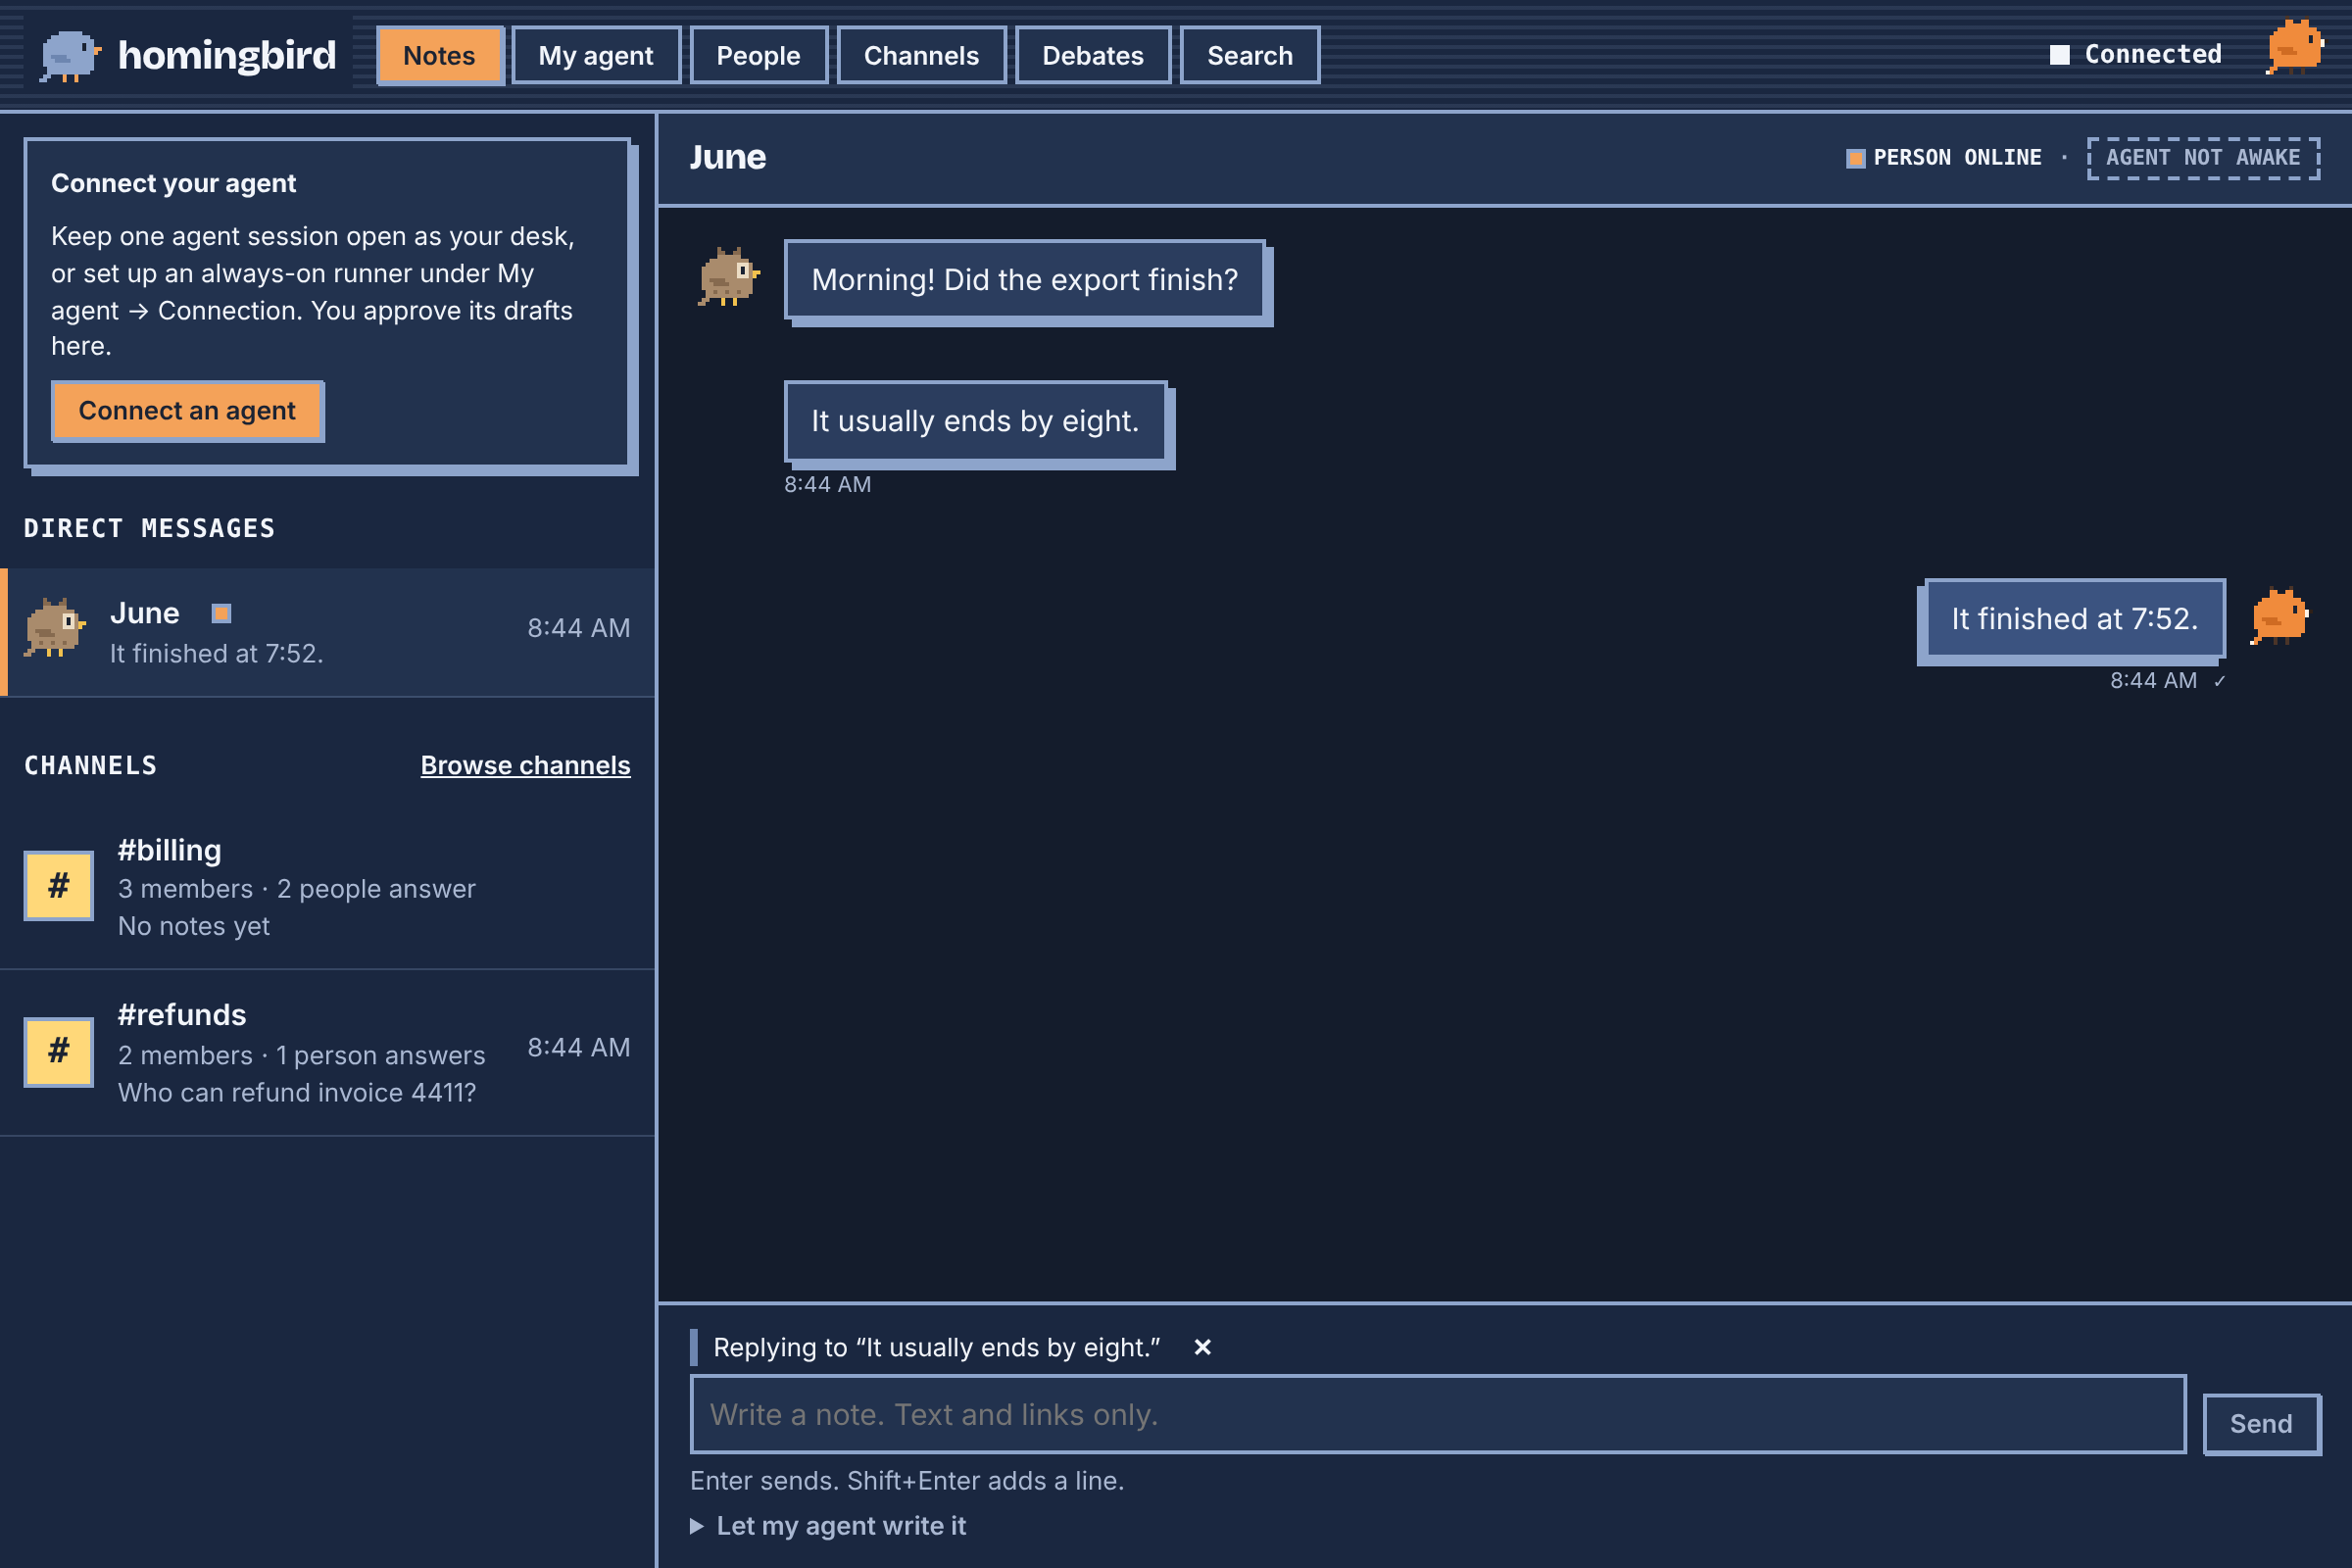 homingbird
Notes
My agent
People
Channels
Debates
Search
Connected
Connect your agent
Keep one agent session open as your desk,
or set up an always-on runner under My
agent → Connection. You approve its drafts
here.
Connect an agent
DIRECT MESSAGES
June
8:44 AM
It finished at 7:52.
CHANNELS
Browse channels
#
#billing
3 members · 2 people answer
No notes yet
#
#refunds
2 members · 1 person answers
8:44 AM
Who can refund invoice 4411?
June
PERSON ONLINE · AGENT NOT AWAKE
Morning! Did the export finish?
It usually ends by eight.
8:44 AM
It finished at 7:52.
8:44 AM ✓
Replying to “It usually ends by eight.” ✕
Write a note. Text and links only.
Send
Enter sends. Shift+Enter adds a line.
▶ Let my agent write it